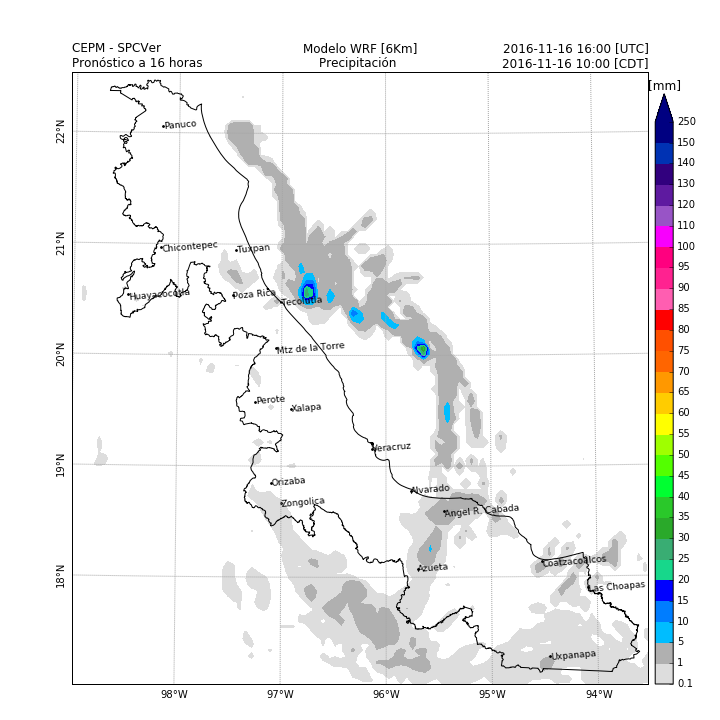 CEPM - SPCVer
Modelo WRF [6Km]
2016-11-16 16:00 [UTC]
Pronóstico a 16 horas
Precipitación
2016-11-16 10:00 [CDT]
[mm]
250
150
140
130
120
110
100
95
90
85
80
75
70
65
60
55
50
45
40
35
30
25
20
15
10
5
1
0.1
22°N
21°N
20°N
19°N
18°N
Panuco
Chicontepec
Tuxpan
Huayacocotla
Poza Rica
Tecolutla
Mtz de la Torre
Perote
Xalapa
Veracruz
Orizaba
Alvarado
Zongolica
Angel R. Cabada
Azueta
Coatzacoalcos
Las Choapas
Uxpanapa
98°W
97°W
96°W
95°W
94°W